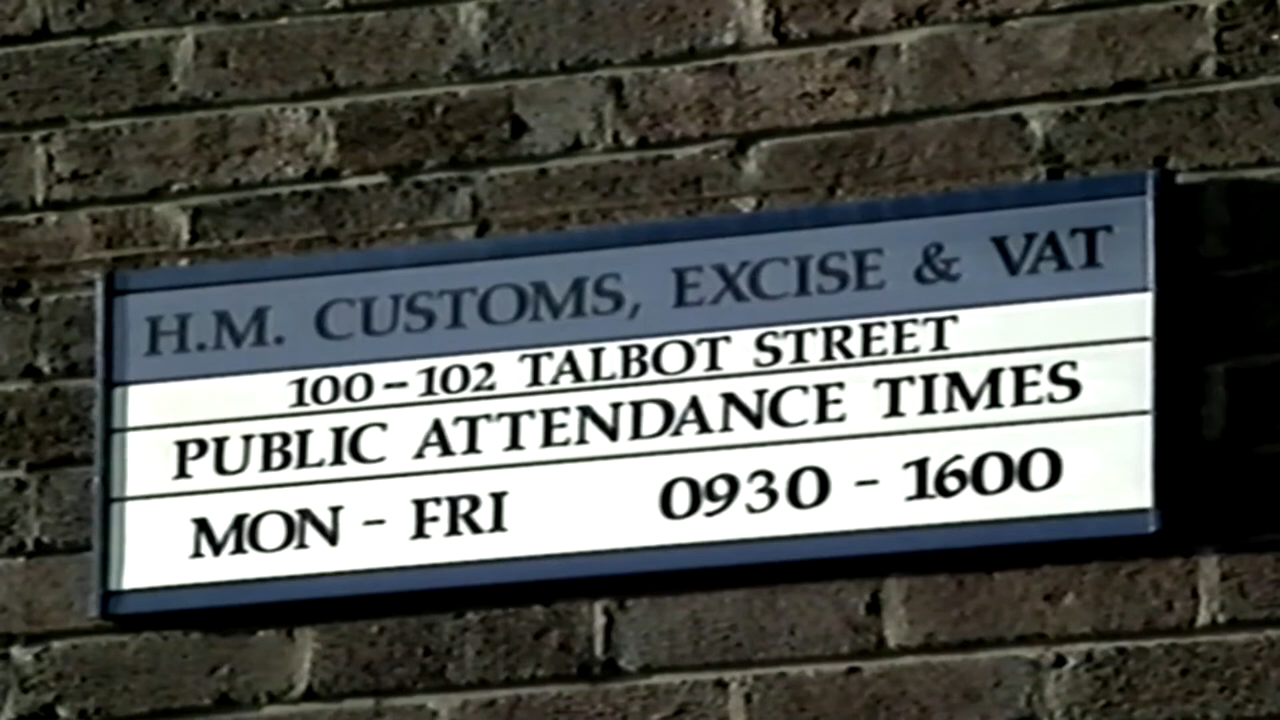 H.M. CUSTOMS, EXCISE & VAT
100-102 TALBOT STREET
PUBLIC ATTENDANCE TIMES
MON - FRI 0930 - 1600